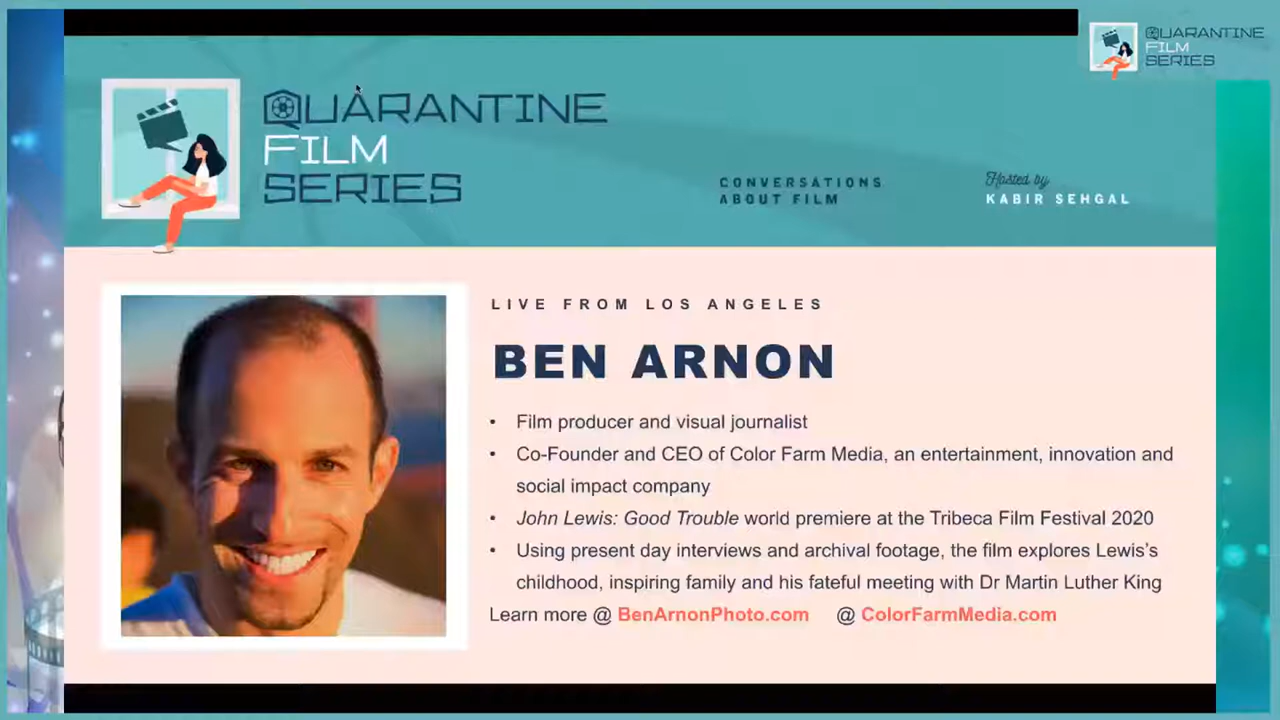 QUARANTINE
FILM
SERIES
QUARANTINE
FILM
SERIES
CONVERSATIONS
ABOUT FILM
Hosted by
KABIR SEHGAL
LIVE FROM LOS ANGELES
BEN ARNON
• Film producer and visual journalist
• Co-Founder and CEO of Color Farm Media, an entertainment, innovation and
social impact company
• John Lewis: Good Trouble world premiere at the Tribeca Film Festival 2020
• Using present day interviews and archival footage, the film explores Lewis's
childhood, inspiring family and his fateful meeting with Dr Martin Luther King
Learn more @ BenArnonPhoto.com @ ColorFarmMedia.com